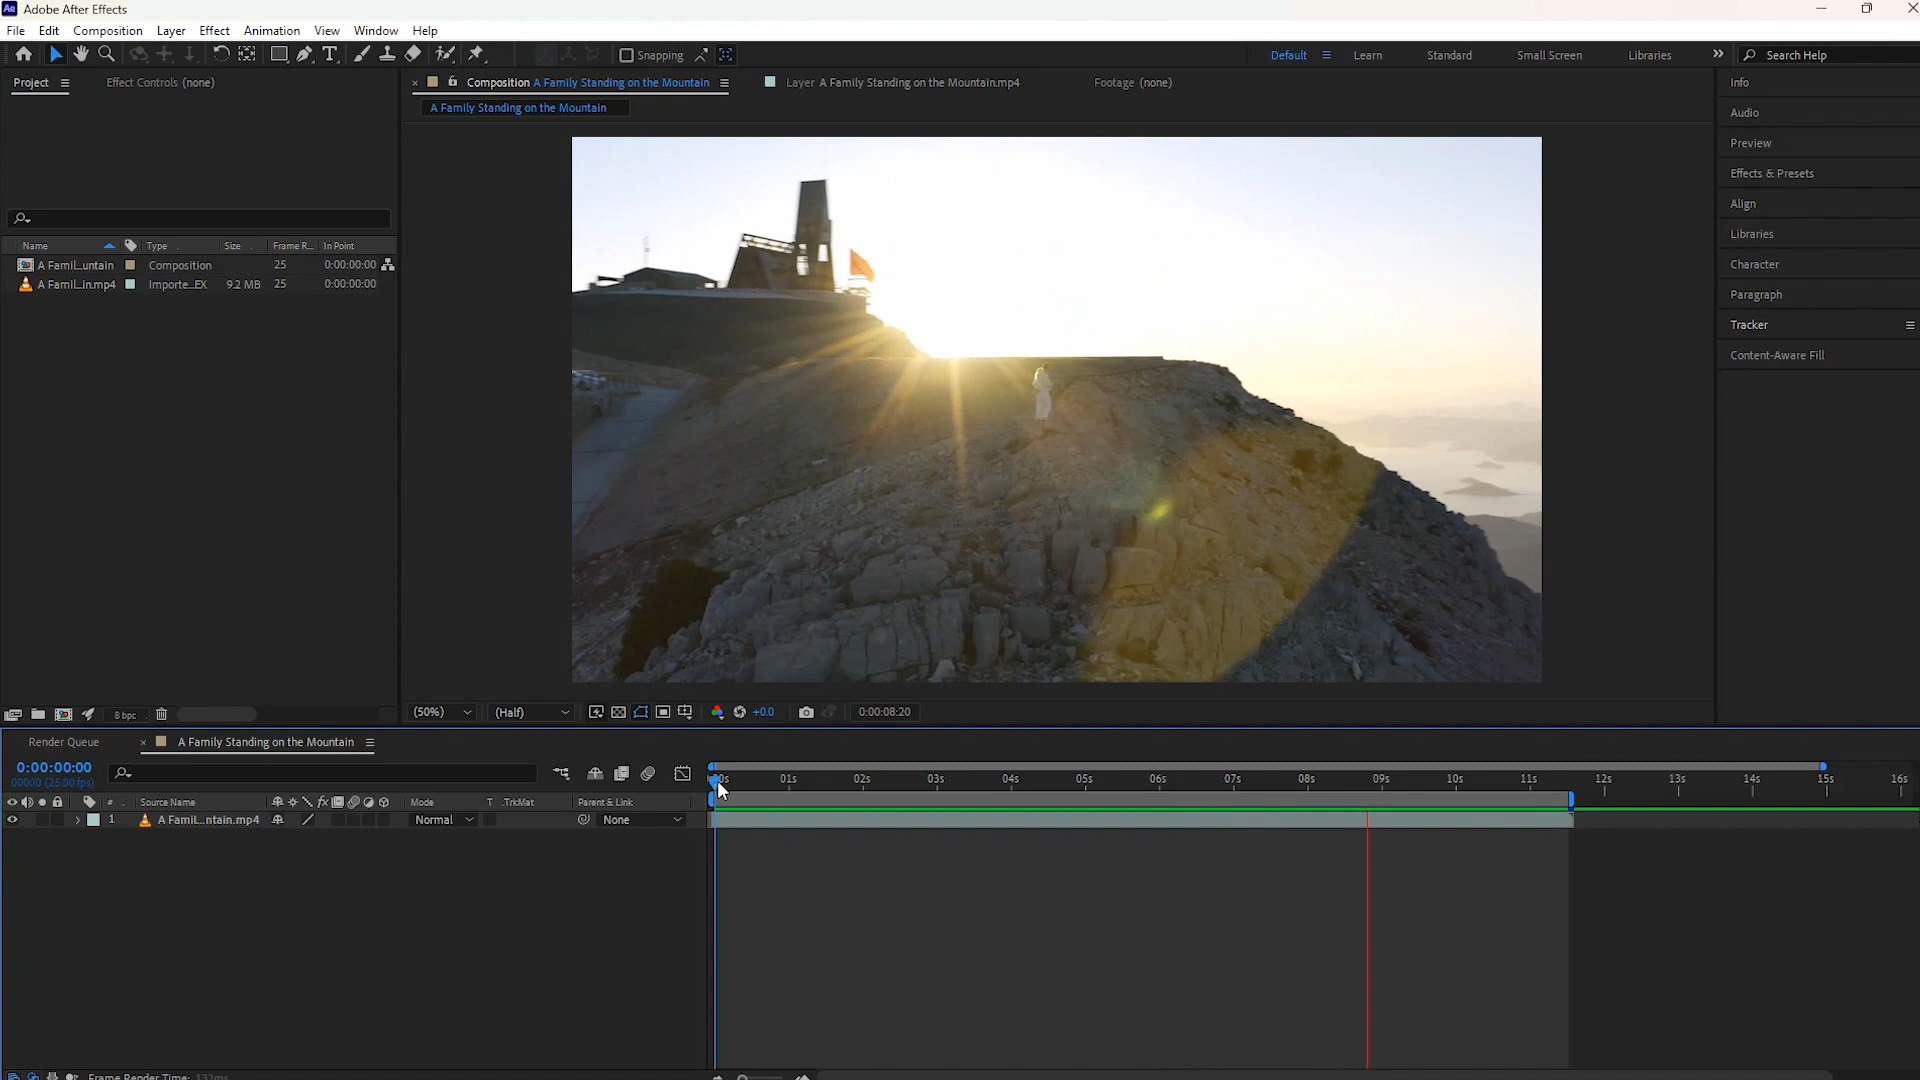 Ae Adobe After Effects
File Edit Composition Layer Effect Animation View Window Help
Snapping Default Learn Standard Small Screen Libraries Search Help
Project Effect Controls (none) Composition A Family Standing on the Mountain Layer A Family Standing on the Mountain.mp4 Footage (none)
A Family Standing on the Mountain
Info
Audio
Preview
Effects & Presets
Align
Libraries
Character
Paragraph
Tracker
Content-Aware Fill
Name Type Size Frame R... In Point
A Famil...untain Composition 25 0:00:00:00
A Famil...in.mp4 Importe...EX 9.2 MB 25 0:00:00:00
8 bpc (50%) (Half) +0.0 0:00:08:20
Render Queue A Family Standing on the Mountain
0:00:00:00
00000 (25.00 fps)
01s 02s 03s 04s 05s 06s 07s 08s 09s 10s 11s 12s 13s 14s 15s 16s
# Source Name Mode T .TrkMat Parent & Link
1 A Famil...ntain.mp4 Normal None
Frame Render Time: 132ms